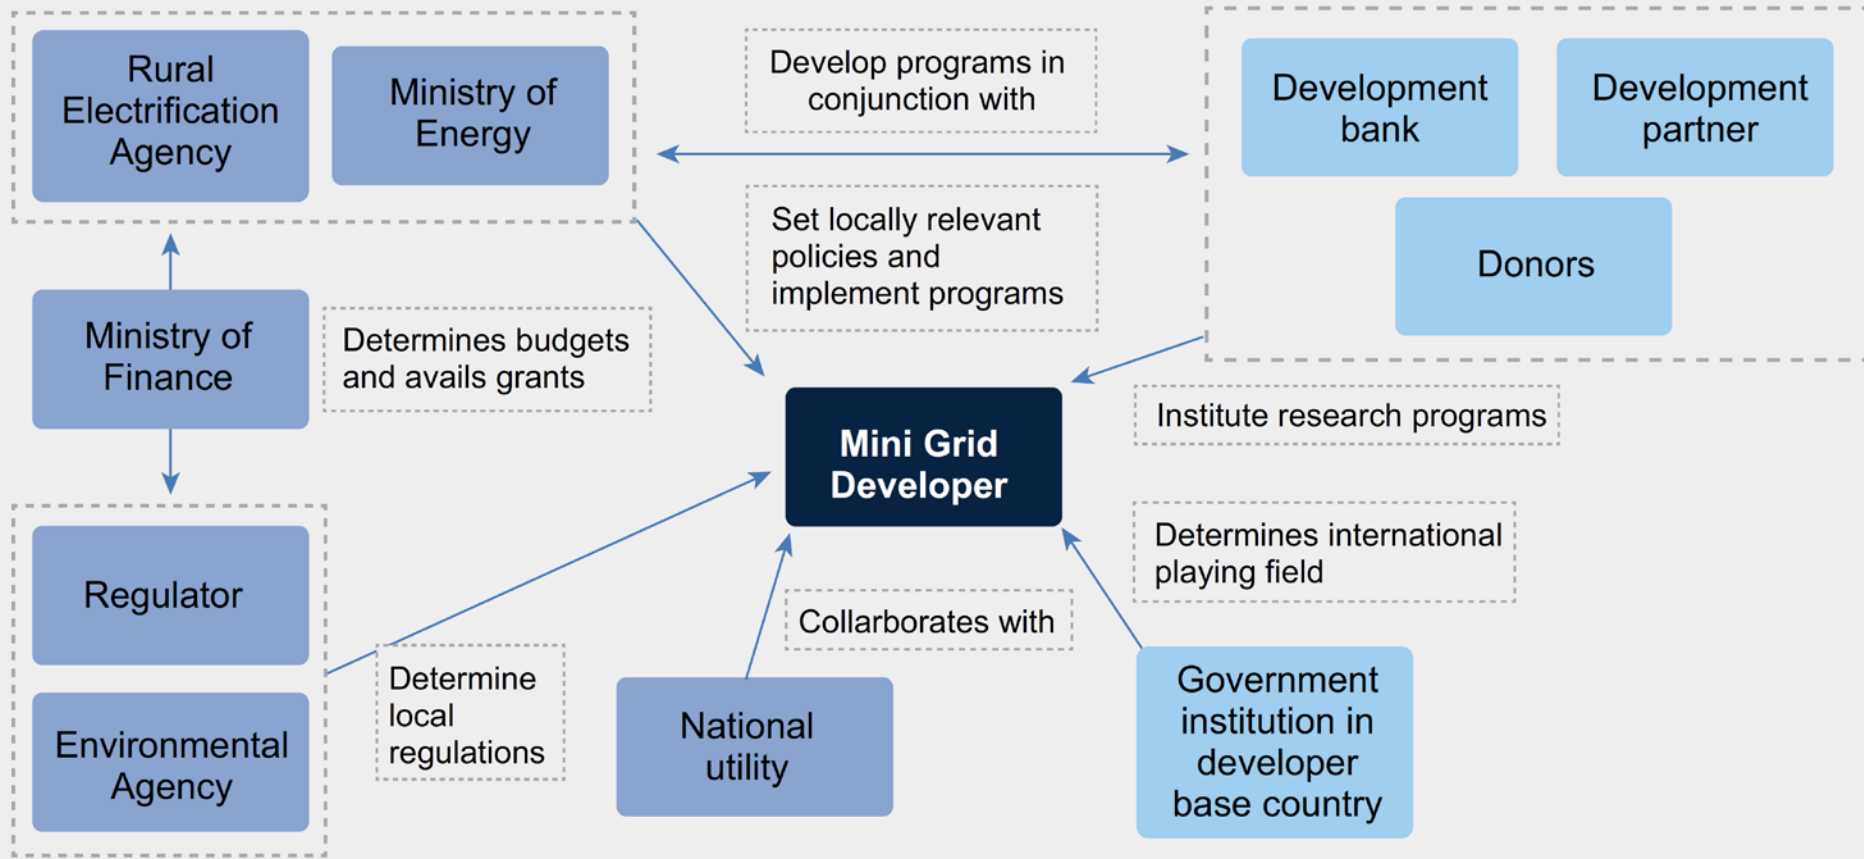 Rural
Electrification
Agency
Ministry of
Energy
Develop programs in
conjunction with
Development
bank
Development
partner
Donors
Set locally relevant
policies and
implement programs
Ministry of
Finance
Determines budgets
and avails grants
Institute research programs
Mini Grid
Developer
Determines international
playing field
Regulator
Collarborates with
Determine
local
regulations
Environmental
Agency
National
utility
Government
institution in
developer
base country